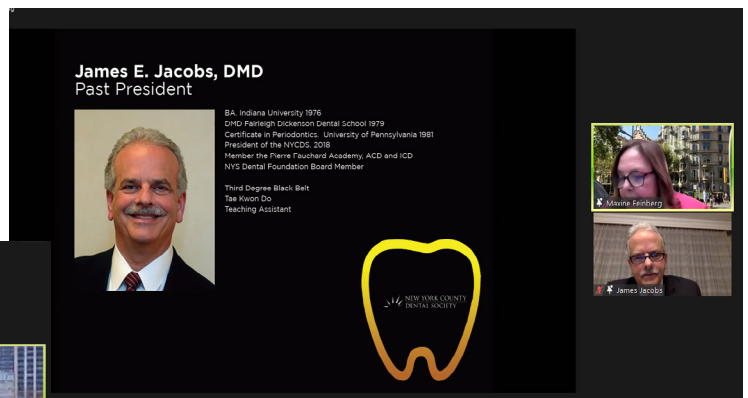 James E. Jacobs, DMD
Past President
BA. Indiana University 1976
DMD Fairleigh Dickenson Dental School 1979
Certificate in Periodontics. University of Pennsylvania 1981
President of the NYCDS. 2018
Member the Pierre Fauchard Academy, ACD and ICD
NYS Dental Foundation Board Member
Third Degree Black Belt
Tae Kwon Do
Teaching Assistant
NEW YORK COUNTY
DENTAL SOCIETY
Maxine Feinberg
James Jacobs